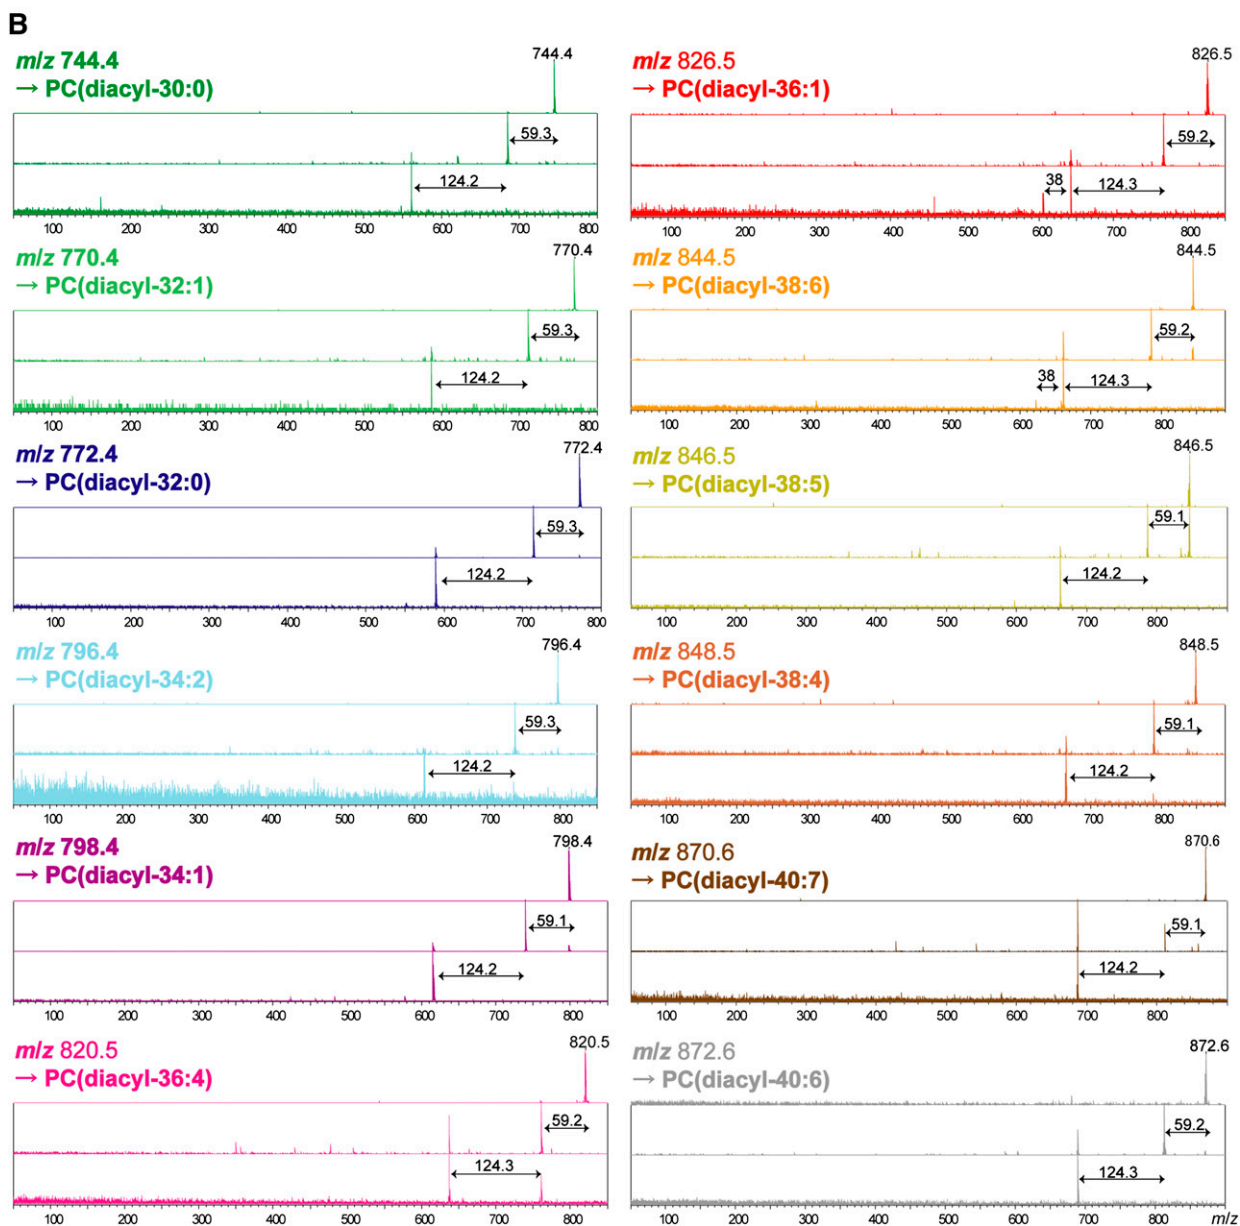 B
m/z 744.4
→ PC(diacyl-30:0)
744.4
59.3
124.2
100 200 300 400 500 600 700 800
m/z 770.4
→ PC(diacyl-32:1)
770.4
59.3
124.2
100 200 300 400 500 600 700 800
m/z 772.4
→ PC(diacyl-32:0)
772.4
59.3
124.2
100 200 300 400 500 600 700 800
m/z 796.4
→ PC(diacyl-34:2)
796.4
59.3
124.2
100 200 300 400 500 600 700 800
m/z 798.4
→ PC(diacyl-34:1)
798.4
59.1
124.2
100 200 300 400 500 600 700 800
m/z 820.5
→ PC(diacyl-36:4)
820.5
59.2
124.3
100 200 300 400 500 600 700 800
m/z 826.5
→ PC(diacyl-36:1)
826.5
59.2
38
124.3
100 200 300 400 500 600 700 800
m/z 844.5
→ PC(diacyl-38:6)
844.5
59.2
38
124.3
100 200 300 400 500 600 700 800
m/z 846.5
→ PC(diacyl-38:5)
846.5
59.1
124.2
100 200 300 400 500 600 700 800
m/z 848.5
→ PC(diacyl-38:4)
848.5
59.1
124.2
100 200 300 400 500 600 700 800
m/z 870.6
→ PC(diacyl-40:7)
870.6
59.1
124.2
100 200 300 400 500 600 700 800
m/z 872.6
→ PC(diacyl-40:6)
872.6
59.2
124.3
100 200 300 400 500 600 700 800 m/z